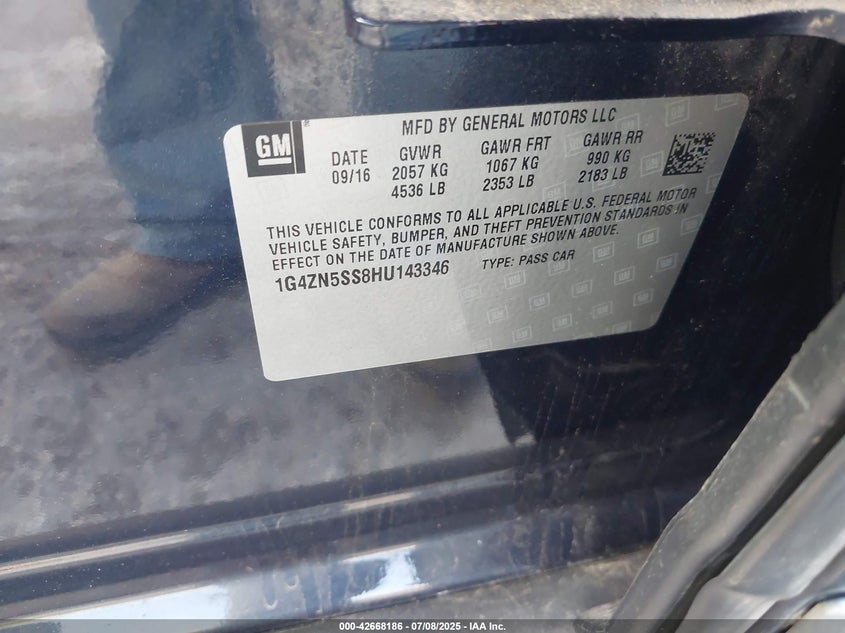 GM
MFD BY GENERAL MOTORS LLC
DATE GVWR GAWR FRT GAWR RR
09/16 2057 KG 1067 KG 990 KG
4536 LB 2353 LB 2183 LB
THIS VEHICLE CONFORMS TO ALL APPLICABLE U.S. FEDERAL MOTOR
VEHICLE SAFETY, BUMPER, AND THEFT PREVENTION STANDARDS IN
EFFECT ON THE DATE OF MANUFACTURE SHOWN ABOVE.
1G4ZN5SS8HU143346 TYPE: PASS CAR
000-42668186 - 07/08/2025 - IAA Inc.